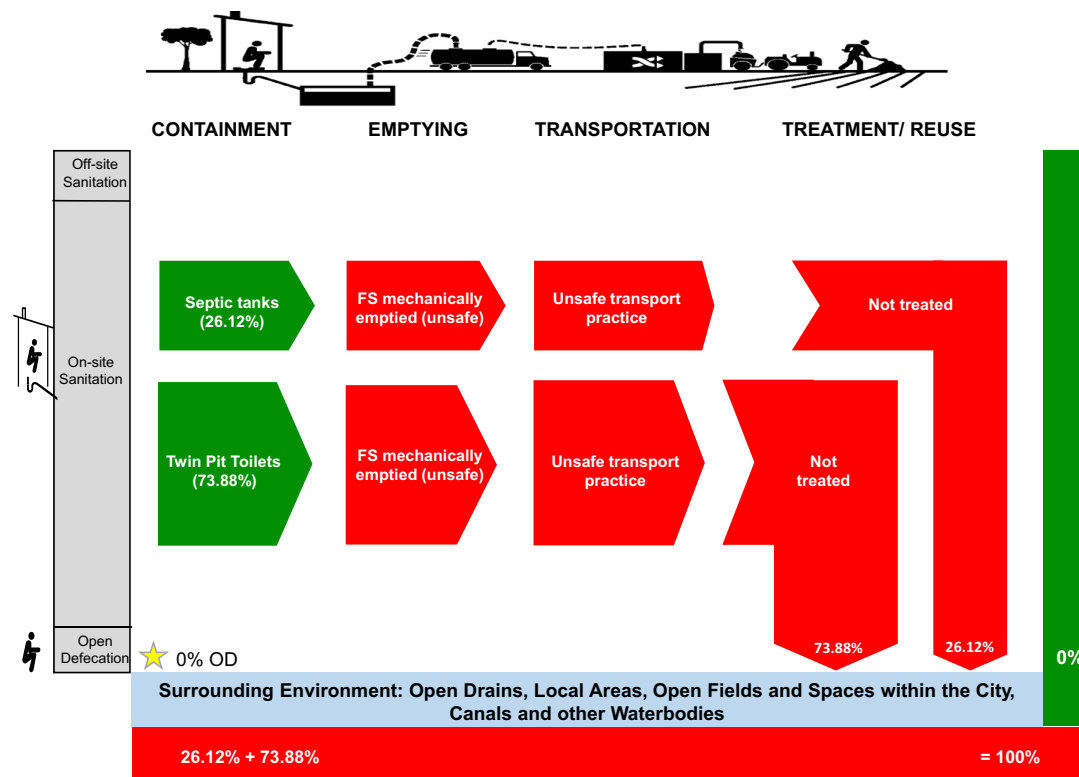 CONTAINMENT EMPTYING TRANSPORTATION TREATMENT/ REUSE
Off-site
Sanitation
On-site
Sanitation
Open
Defecation
Septic tanks
(26.12%)
FS mechanically
emptied (unsafe)
Unsafe transport
practice
Not treated
Twin Pit Toilets
(73.88%)
FS mechanically
emptied (unsafe)
Unsafe transport
practice
Not
treated
73.88%
26.12%
0%
0% OD
Surrounding Environment: Open Drains, Local Areas, Open Fields and Spaces within the City,
Canals and other Waterbodies
26.12% + 73.88% = 100%